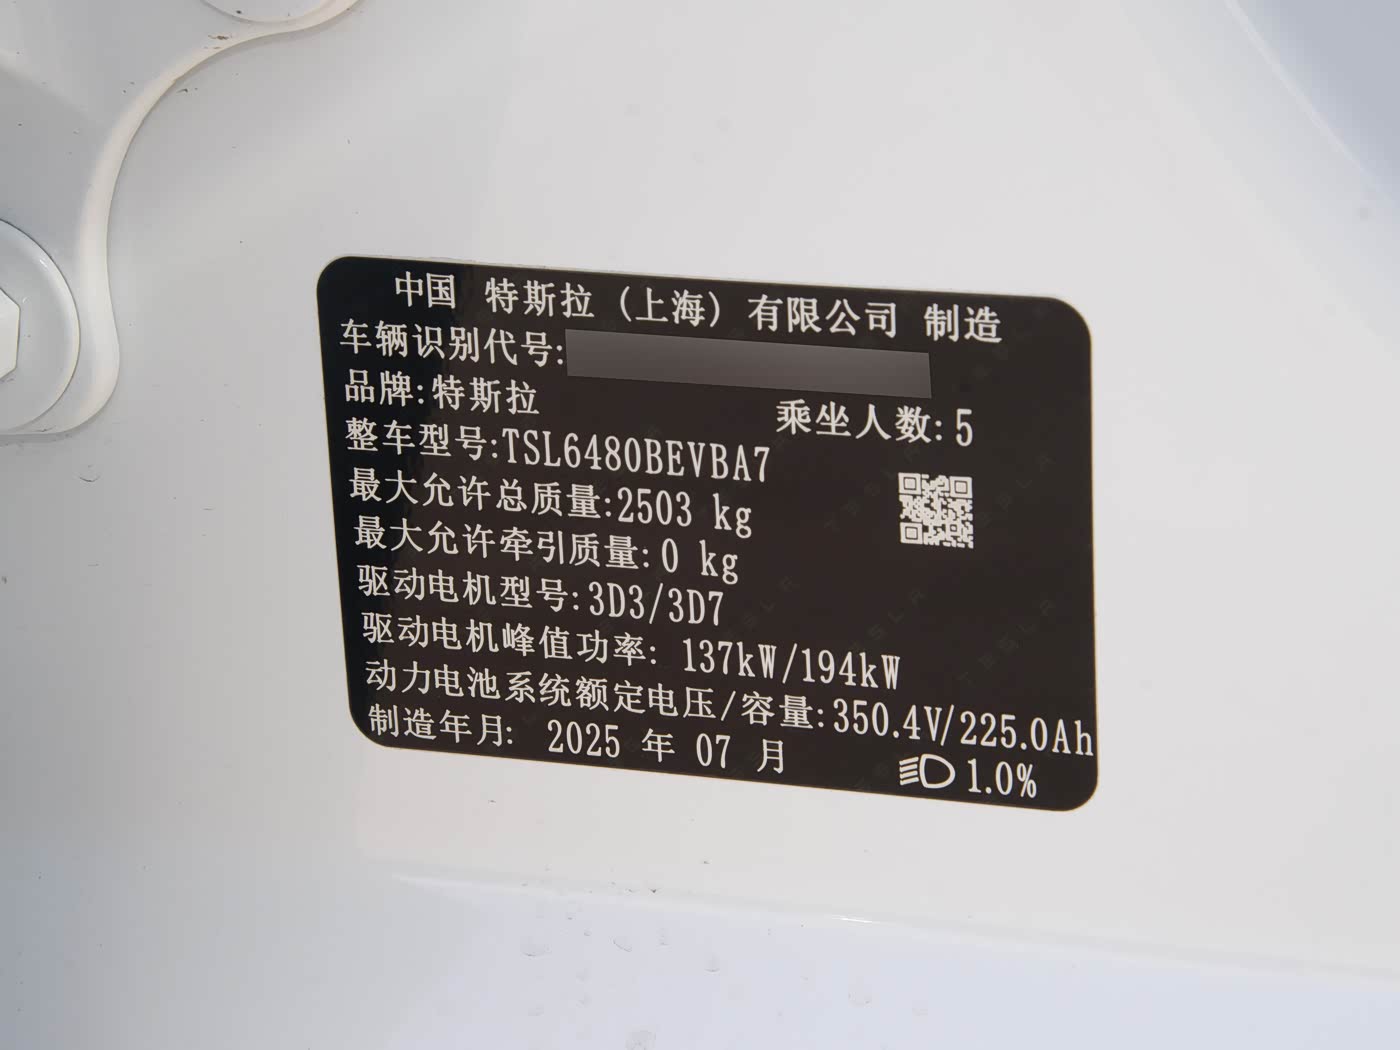 中国 特斯拉 (上海) 有限公司 制造
车辆识别代号:
品牌:特斯拉
乘坐人数:5
整车型号:TSL6480BEVBA7
最大允许总质量:2503 kg
最大允许牵引质量:0 kg
驱动电机型号:3D3/3D7
驱动电机峰值功率: 137kW/194kW
动力电池系统额定电压/容量:350.4V/225.0Ah
制造年月: 2025 年 07 月
1.0%